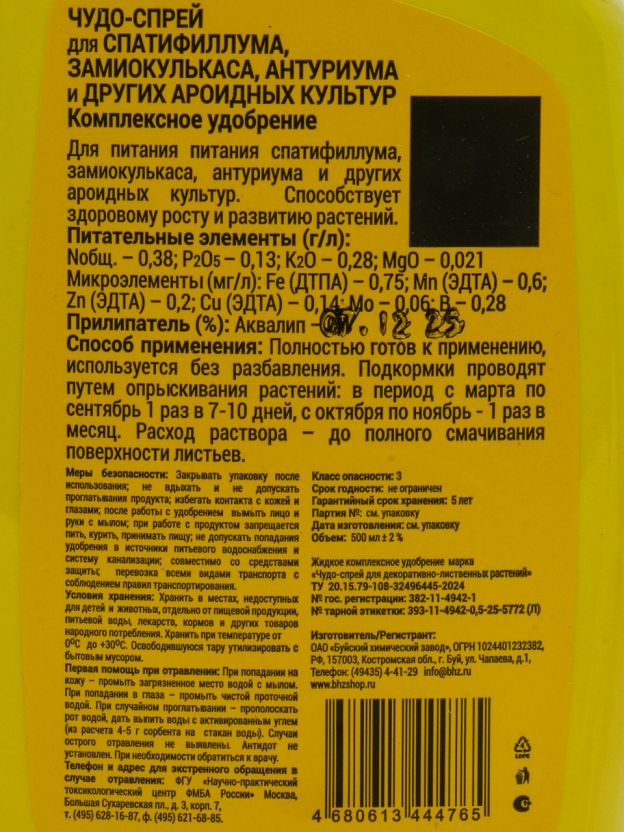 ЧУДО-СПРЕЙ
для СПАТИФИЛЛУМА,
ЗАМИОКУЛЬКАСА, АНТУРИУМА
и ДРУГИХ АРОИДНЫХ КУЛЬТУР
Комплексное удобрение
Для питания питания спатифиллума,
замиокулькаса, антуриума и других
ароидных культур. Способствует
здоровому росту и развитию растений.
Питательные элементы (г/л):
Nобщ. – 0,38; P2O5 – 0,13; K2O – 0,28; MgO – 0,021
Микроэлементы (мг/л): Fe (ДТПА) – 0,75; Mn (ЭДТА) – 0,6;
Zn (ЭДТА) – 0,2; Cu (ЭДТА) – 0,14; Mo – 0,06; B – 0,28
Прилипатель (%): Аквалип – 12 25
Способ применения: Полностью готов к применению,
используется без разбавления. Подкормки проводят
путем опрыскивания растений: в период с марта по
сентябрь 1 раз в 7-10 дней, с октября по ноябрь - 1 раз в
месяц. Расход раствора – до полного смачивания
поверхности листьев.
Меры безопасности: Закрывать упаковку после
использования; не вдыхать и не допускать
проглатывания продукта; избегать контакта с кожей и
глазами; после работы с удобрением вымыть лицо и
руки с мылом; при работе с продуктом запрещается
пить, курить, принимать пищу; не допускать попадания
удобрения в источники питьевого водоснабжения и
систему канализации; совместимо со средствами
защиты; перевозка всеми видами транспорта с
соблюдением правил транспортирования.
Условия хранения: Хранить в местах, недоступных
для детей и животных, отдельно от пищевой продукции,
питьевой воды, лекарств, кормов и других товаров
народного потребления. Хранить при температуре от
0⁰С до +30⁰С. Освободившуюся тару утилизировать с
бытовым мусором.
Первая помощь при отравлении: При попадании на
кожу – промыть загрязненное место водой с мылом.
При попадании в глаза – промыть чистой проточной
водой. При случайном проглатывании – прополоскать
рот водой, дать выпить воды с активированным углем
(из расчета 4-5 г сорбента на стакан воды). Случаи
острого отравления не выявлены. Антидот не
установлен. При необходимости обратиться к врачу.
Телефон и адрес для экстренного обращения в
случае отравления: ФГУ «Научно-практический
токсикологический центр ФМБА России» Москва,
Большая Сухаревская пл., д. 3, корп. 7,
т. (495) 628-16-87, ф. (495) 621-68-85.
Класс опасности: 3
Срок годности: не ограничен
Гарантийный срок хранения: 5 лет
Партия №: см. упаковку
Дата изготовления: см. упаковку
Объем: 500 мл ± 2 %
Жидкое комплексное удобрение марка
«Чудо-спрей для декоративно-лиственных растений»
ТУ 20.15.79-108-32496445-2024
№ гос. регистрации: 382-11-4942-1
№ тарной этикетки: 393-11-4942-0,5-25-5772 (Л)
Изготовитель/Регистрант:
ОАО «Буйский химический завод», ОГРН 1024401232382,
РФ, 157003, Костромская обл., г. Буй, ул. Чапаева, д.1,
Телефон: (49435) 4-41-29 info@bhz.ru
www.bhzshop.ru
4 680613 444765
LDPE